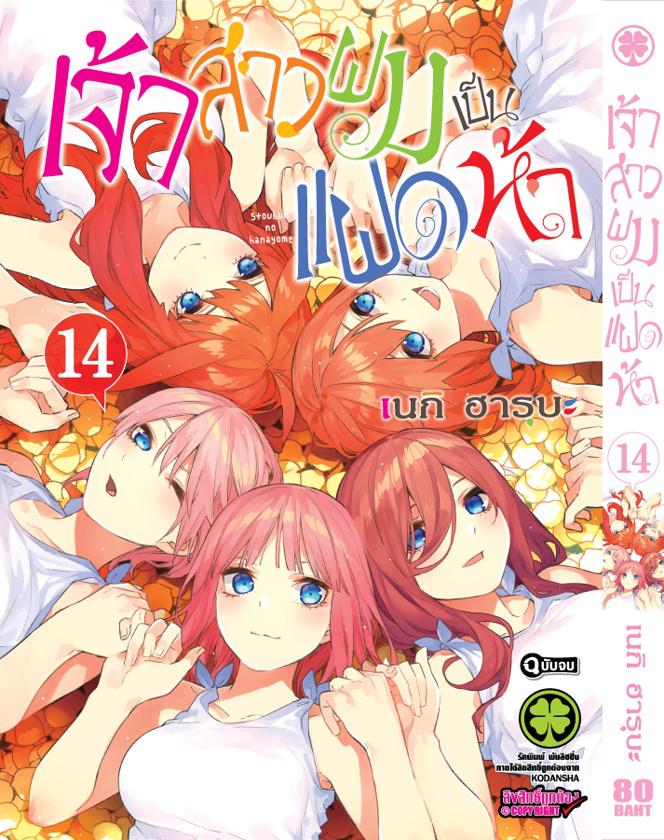 เจ้าสาวผมเป็น
แฝดห้า
5Toubun
no
hanayome
14
เนกิ ฮารุบะ
ฉบับจบ
รักพิมพ์ พับลิชชิ่ง
ภายใต้ลิขสิทธิ์ถูกต้องจาก
KODANSHA
ลิขสิทธิ์ถูกต้อง
© COPY RIGHT
เจ้าสาวผมเป็นแฝดห้า
14
เนกิ ฮารุบะ
80
BAHT